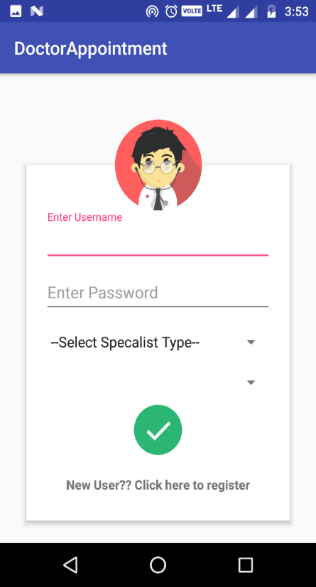 VOLTE LTE 3:53
DoctorAppointment
Enter Username
Enter Password
--Select Specalist Type--
New User?? Click here to register